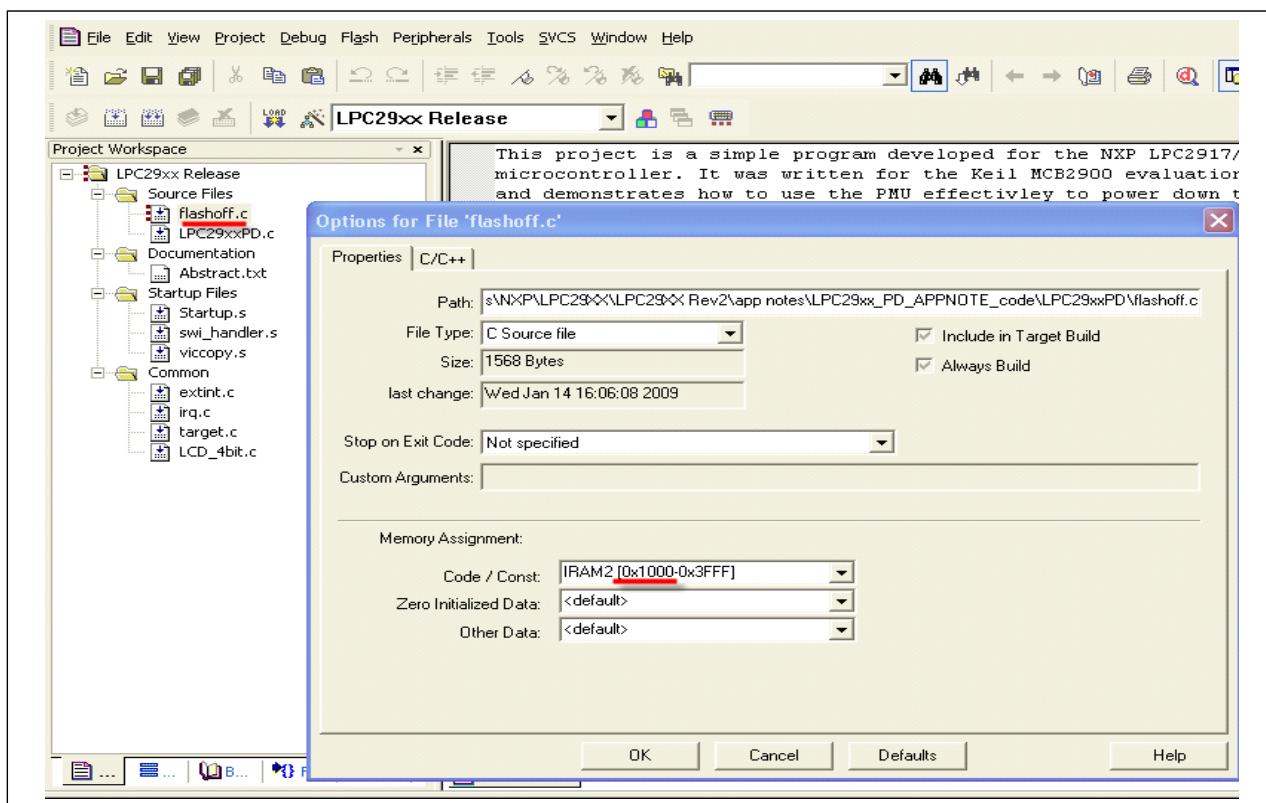 File Edit View Project Debug Flash Peripherals Tools SVCS Window Help
LOAD
LPC29xx Release
Project Workspace
LPC29xx Release
Source Files
flashoff.c
LPC29xxPD.c
Documentation
Abstract.txt
Startup Files
Startup.s
swi_handler.s
viccopy.s
Common
extint.c
irq.c
target.c
LCD_4bit.c
This project is a simple program developed for the NXP LPC2917/
microcontroller. It was written for the Keil MCB2900 evaluation
and demonstrates how to use the PMU effectivley to power down t
Options for File 'flashoff.c'
Properties C/C++
Path: s\NXP\LPC29XX\LPC29XX Rev2\app notes\LPC29xx_PD_APPNOTE_code\LPC29xxPD\flashoff.c
File Type: C Source file
Include in Target Build
Size: 1568 Bytes
Always Build
last change: Wed Jan 14 16:06:08 2009
Stop on Exit Code: Not specified
Custom Arguments:
Memory Assignment:
Code / Const: IRAM2 [0x1000-0x3FFF]
Zero Initialized Data: <default>
Other Data: <default>
OK Cancel Defaults Help
... ... B... F